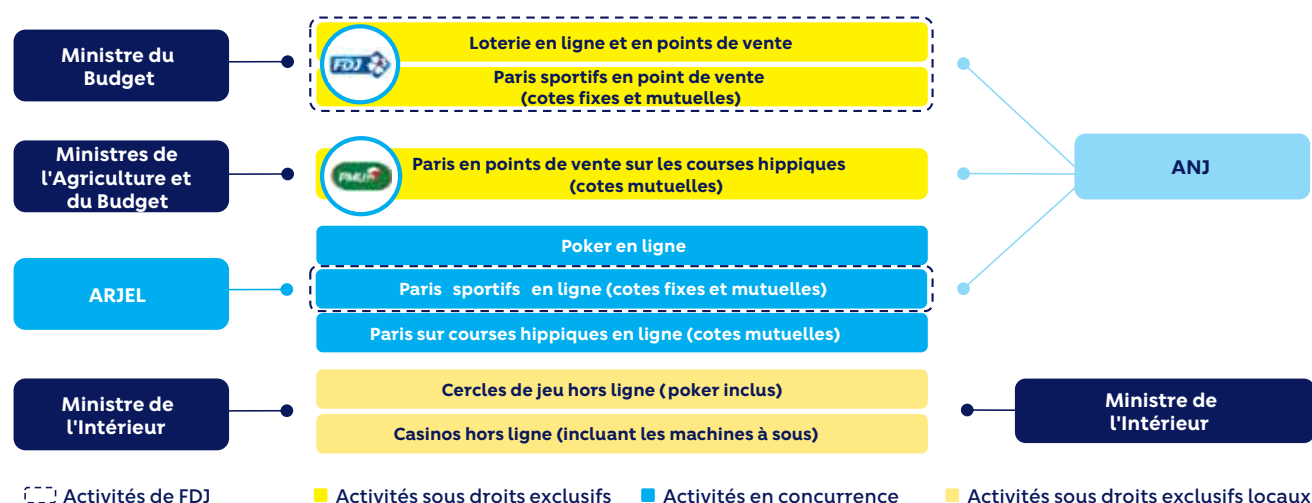 Ministre du
Budget
FDJ
Loterie en ligne et en points de vente
Paris sportifs en point de vente
(cotes fixes et mutuelles)
Ministres de
l'Agriculture et
du Budget
PMU
Paris en points de vente sur les courses hippiques
(cotes mutuelles)
ANJ
ARJEL
Poker en ligne
Paris sportifs en ligne (cotes fixes et mutuelles)
Paris sur courses hippiques en ligne (cotes mutuelles)
Ministre de
l'Intérieur
Cercles de jeu hors ligne (poker inclus)
Casinos hors ligne (incluant les machines à sous)
Ministre de
l'Intérieur
Activités de FDJ
Activités sous droits exclusifs
Activités en concurrence
Activités sous droits exclusifs locaux